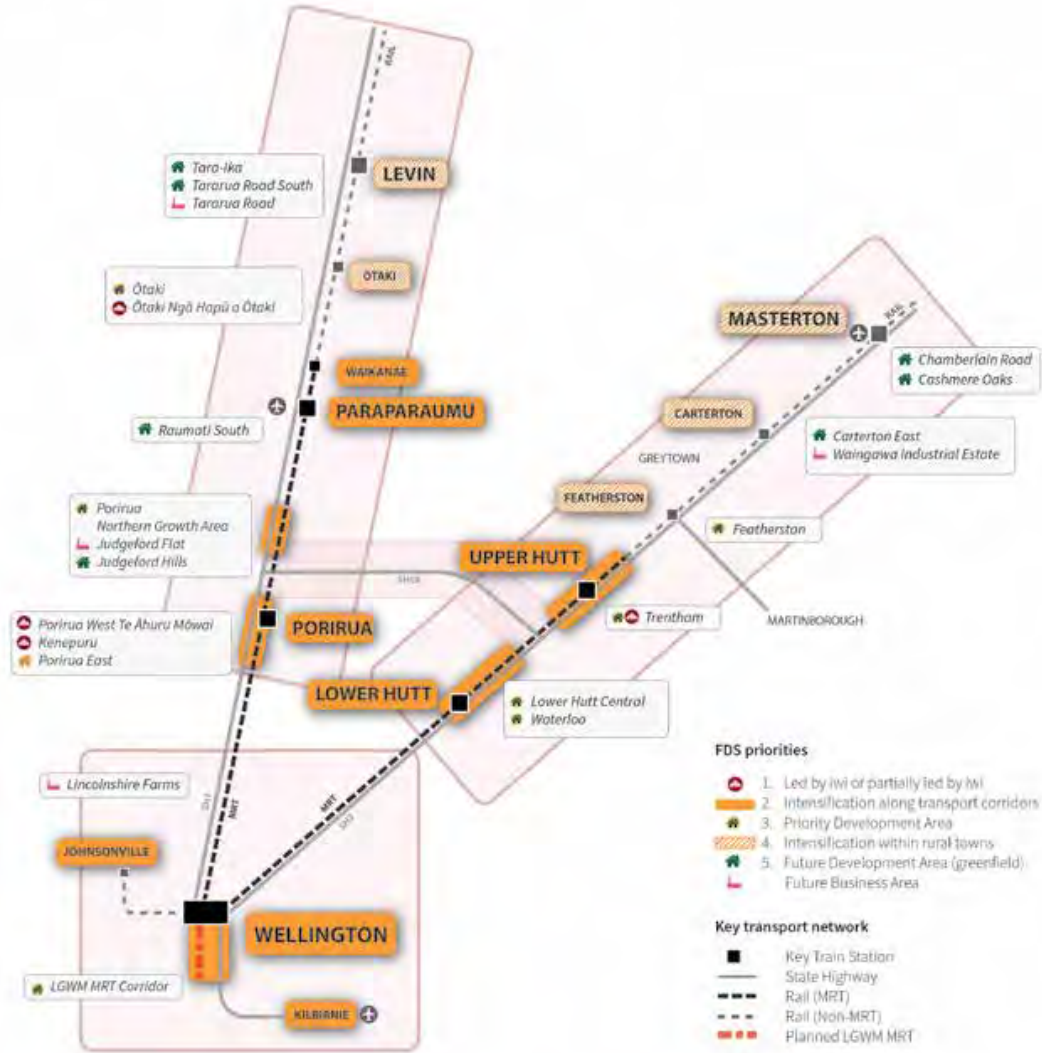 RAIL
Tara-Ika
Tararua Road South
Tararua Road
LEVIN
ŌTAKI
Ōtaki
Ōtaki Ngā Hapū o Ōtaki
MASTERTON
RAIL
Chamberlain Road
Cashmere Oaks
WAIKANAE
PARAPARAUMU
Raumati South
CARTERTON
Carterton East
Waingawa Industrial Estate
GREYTOWN
FEATHERSTON
Featherston
Porirua
Northern Growth Area
Judgeford Flat
Judgeford Hills
UPPER HUTT
SH58
Trentham
MARTINBOROUGH
Porirua West Te Āhuru Mōwai
Kenepuru
Porirua East
PORIRUA
LOWER HUTT
Lower Hutt Central
Waterloo
Lincolnshire Farms
SH1
MRT
MRT
SH2
JOHNSONVILLE
WELLINGTON
LGWM MRT Corridor
KILBIRNIE
FDS priorities
1. Led by iwi or partially led by iwi
2. Intensification along transport corridors
3. Priority Development Area
4. Intensification within rural towns
5. Future Development Area (greenfield)
Future Business Area
Key transport network
Key Train Station
State Highway
Rail (MRT)
Rail (Non-MRT)
Planned LGWM MRT